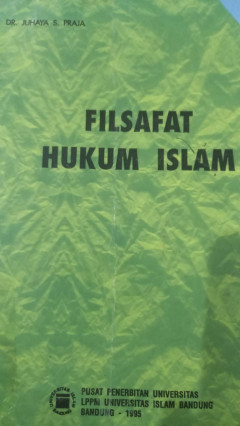 DR. JUHAYA S. PRAJA
FILSAFAT
HUKUM ISLAM
PUSAT PENERBITAN UNIVERSITAS
LPPM UNIVERSITAS ISLAM BANDUNG
BANDUNG - 1995